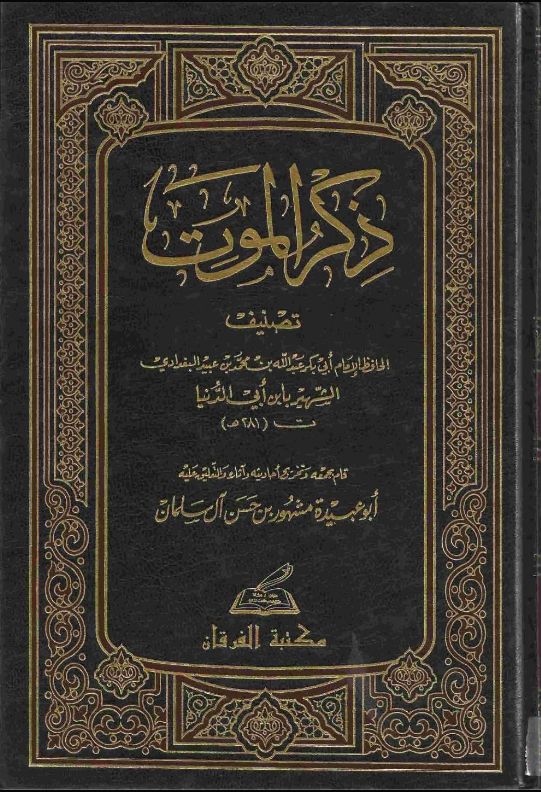 ذكر الموت
تصنيف
الحافظ الإمام أبي بكر عبد الله بن محمد بن عبيد البغدادي
الشهير بابن أبي الدنيا
ت (٢٨١ هـ)
قام بجمعه وتخريج أحاديثه وآثاره والتعليق عليه
أبو عبيدة مشهور بن حسن آل سلمان
مكتبة الفرقان